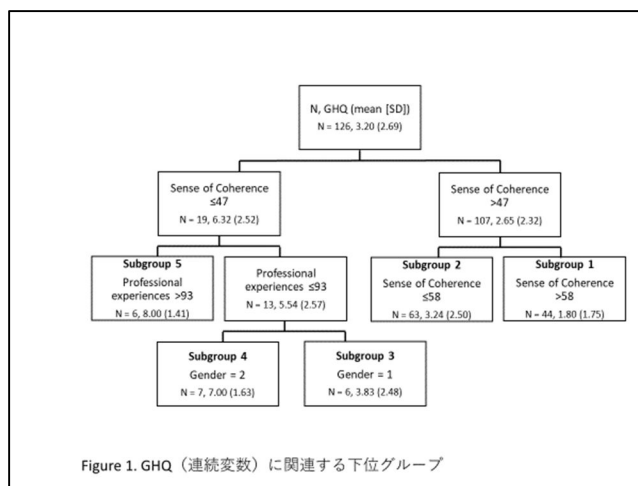 N, GHQ (mean [SD])
N = 126, 3.20 (2.69)
Sense of Coherence
≤47
N = 19, 6.32 (2.52)
Sense of Coherence
>47
N = 107, 2.65 (2.32)
Subgroup 5
Professional
experiences >93
N = 6, 8.00 (1.41)
Professional
experiences ≤93
N = 13, 5.54 (2.57)
Subgroup 2
Sense of Coherence
≤58
N = 63, 3.24 (2.50)
Subgroup 1
Sense of Coherence
>58
N = 44, 1.80 (1.75)
Subgroup 4
Gender = 2
N = 7, 7.00 (1.63)
Subgroup 3
Gender = 1
N = 6, 3.83 (2.48)
Figure 1. GHQ（連続変数）に関連する下位グループ